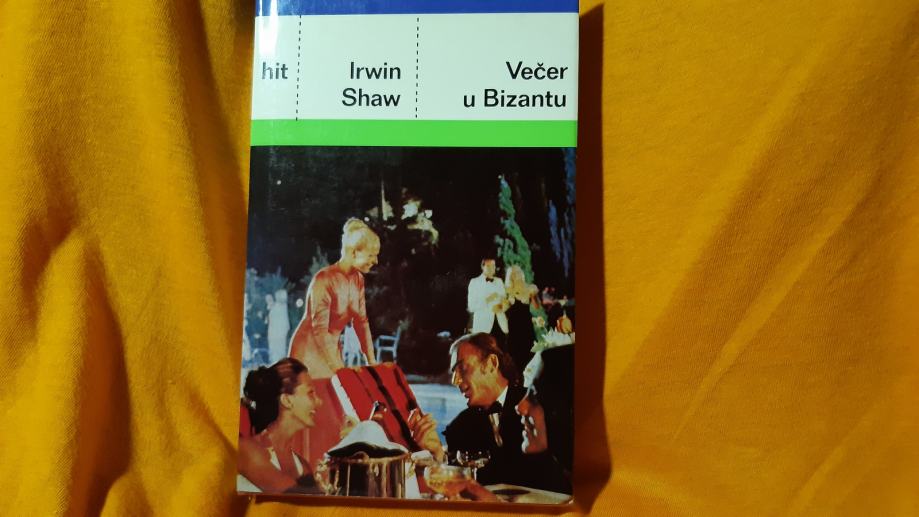 hit
Irwin
Shaw
Večer
u Bizantu